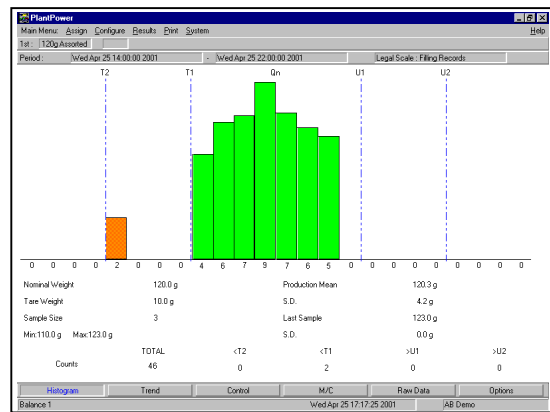 PlantPower
Main Menu: Assign Configure Results Print System Help
1st : 120g Assorted
Period : Wed Apr 25 14:00:00 2001 - Wed Apr 25 22:00:00 2001 Legal Scale : Filling Records
T2 T1 Qn U1 U2
0 0 0 0 2 0 0 0 4 6 7 9 7 6 5 0 0 0 0 0 0 0 0 0
Nominal Weight 120.0 g Production Mean 120.3 g
Tare Weight 10.0 g S.D. 4.2 g
Sample Size 3 Last Sample 123.0 g
Min:110.0 g Max:123.0 g S.D. 0.0 g
TOTAL <T2 <T1 >U1 >U2
Counts 46 0 2 0 0
Histogram Trend Control M/C Raw Data Options
Balance 1 Wed Apr 25 17:17:25 2001 AB Demo